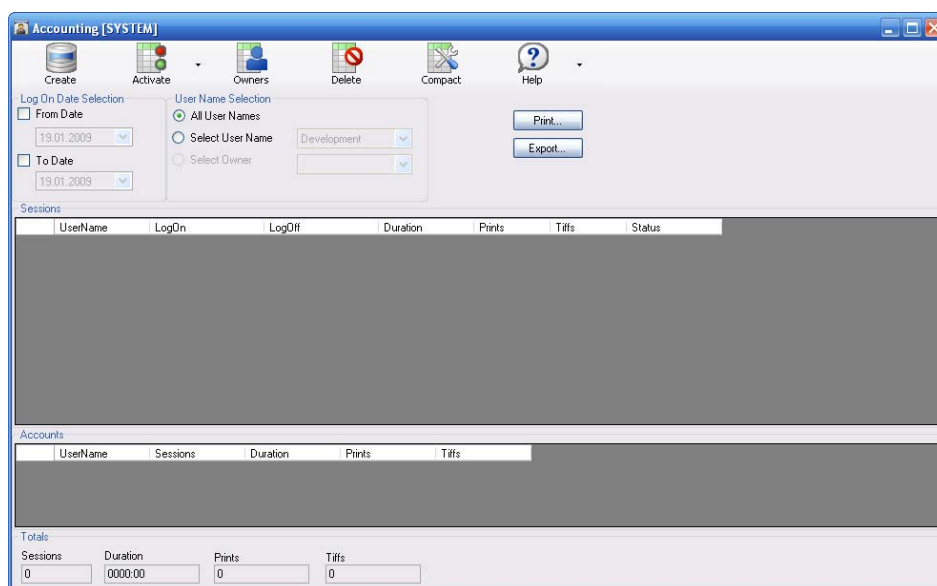 Accounting [SYSTEM]
Create Activate Owners Delete Compact Help
Log On Date Selection
From Date
19.01.2009
To Date
19.01.2009
User Name Selection
All User Names
Select User Name Development
Select Owner
Print...
Export...
Sessions
UserName LogOn LogOff Duration Prints Tiffs Status
Accounts
UserName Sessions Duration Prints Tiffs
Totals
Sessions Duration Prints Tiffs
0 0000:00 0 0